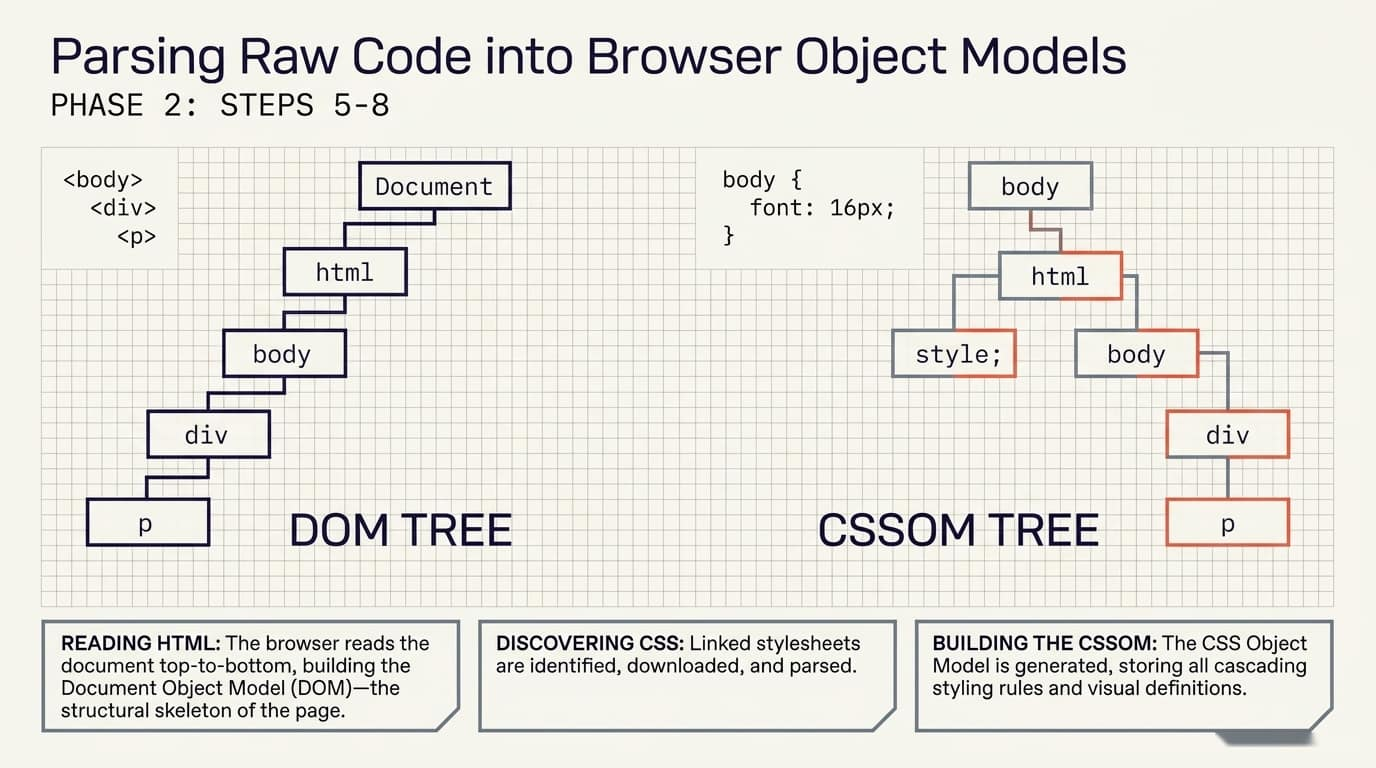 Parsing Raw Code into Browser Object Models
PHASE 2: STEPS 5-8
<body>
<div>
<p>
Document
html
body
div
p
DOM TREE
body {
font: 16px;
}
body
html
style;
body
div
p
CSSOM TREE
READING HTML: The browser reads the
document top-to-bottom, building the
Document Object Model (DOM)—the
structural skeleton of the page.
DISCOVERING CSS: Linked stylesheets
are identified, downloaded, and parsed.
BUILDING THE CSSOM: The CSS Object
Model is generated, storing all cascading
styling rules and visual definitions.